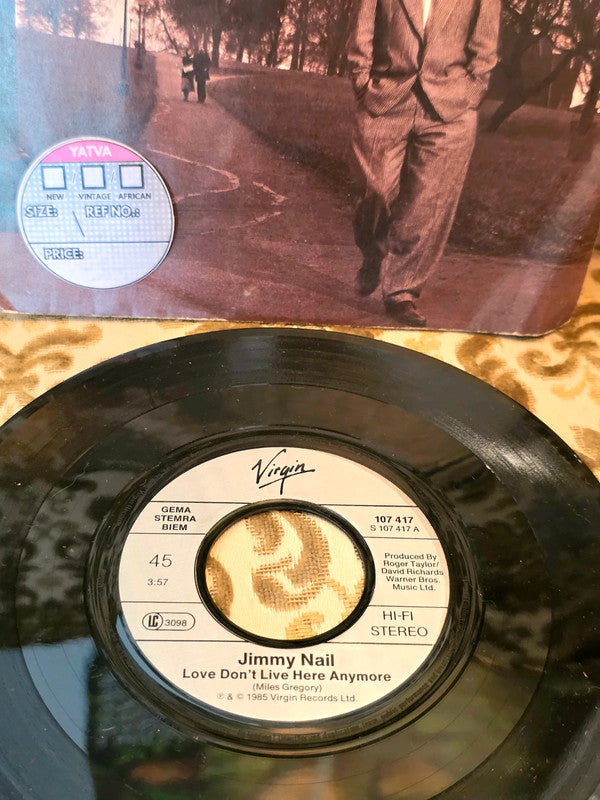 YATVA
NEW VINTAGE AFRICAN
SIZE: REF NO.:
PRICE:
Virgin
GEMA
STEMRA
BIEM
107 417
S 107 417 A
45
3:57
Produced By
Roger Taylor/
David Richards
Warner Bros.
Music Ltd.
LC 3098
HI-FI
STEREO
Jimmy Nail
Love Don't Live Here Anymore
(Miles Gregory)
℗ & © 1985 Virgin Records Ltd.